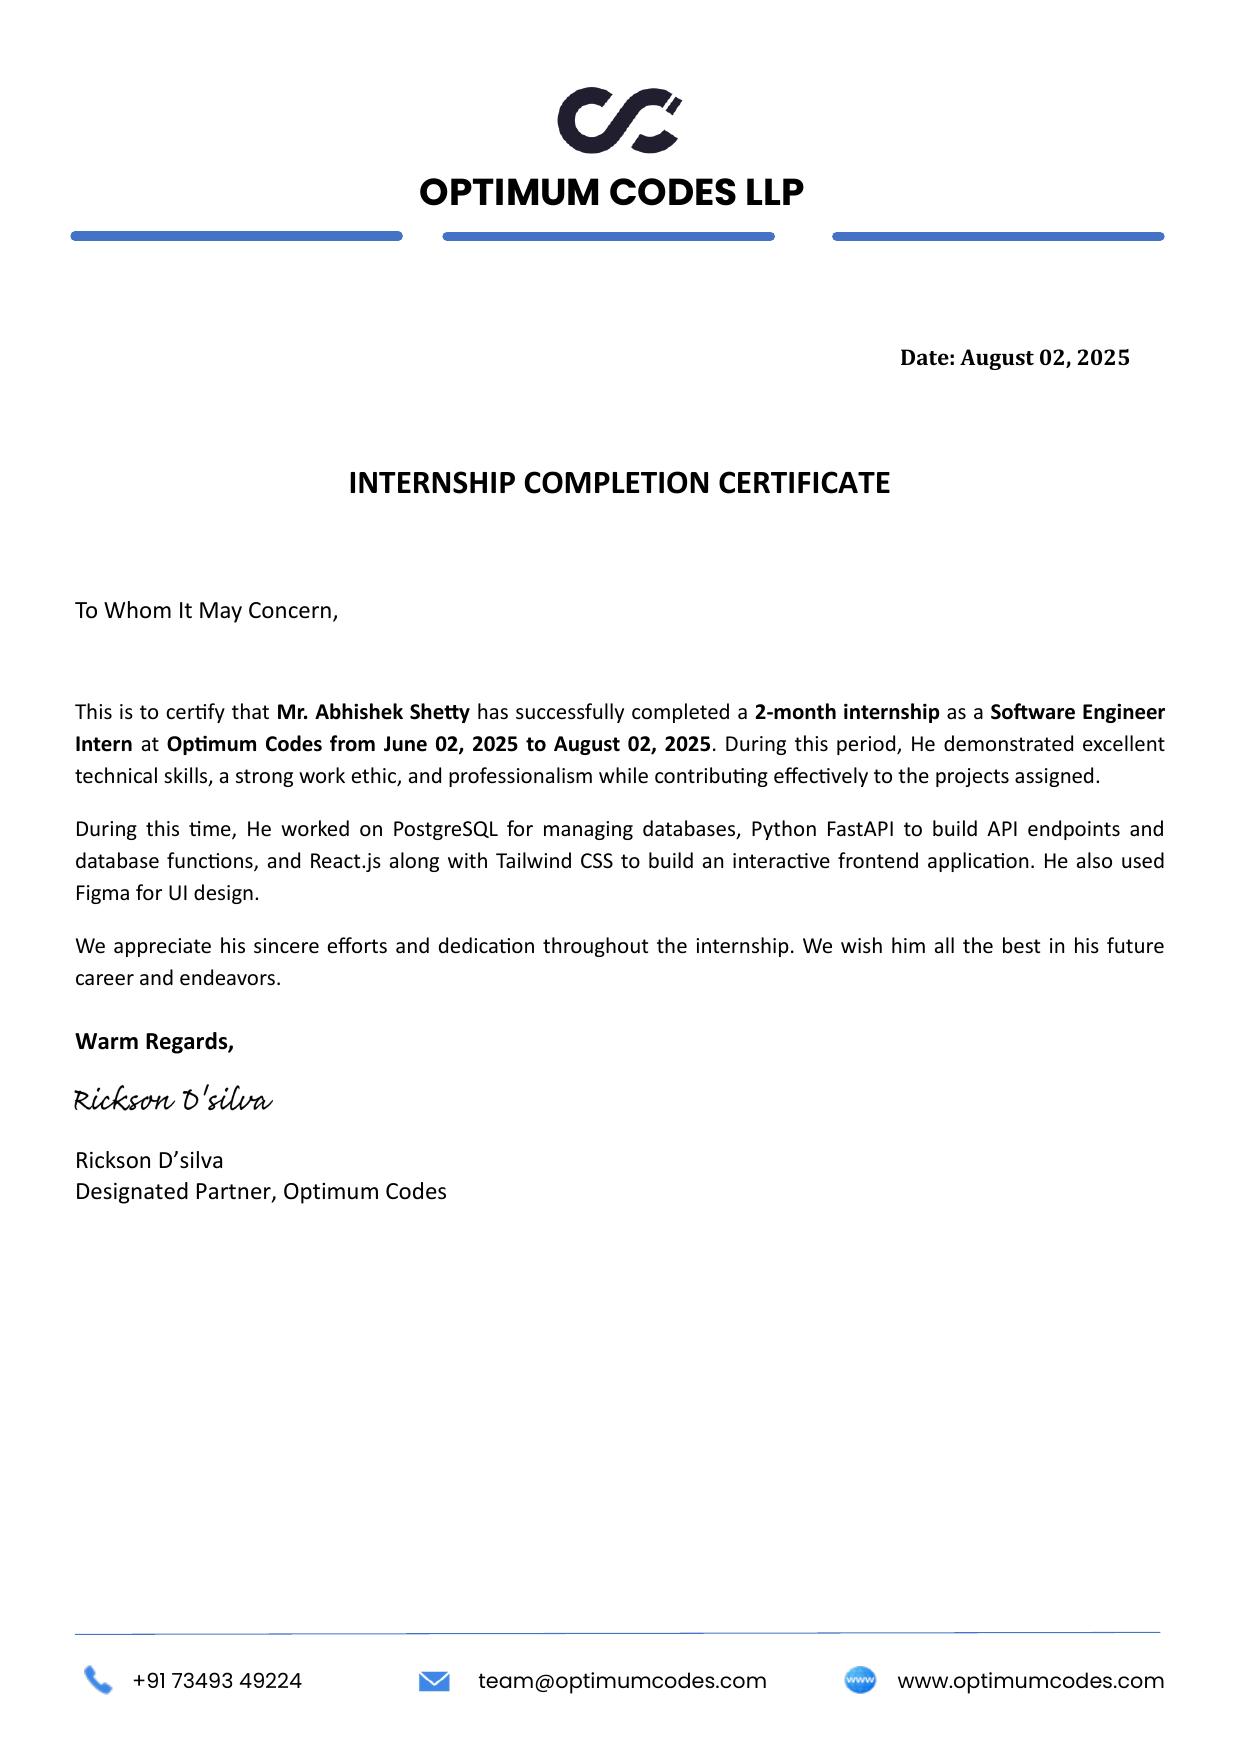 OPTIMUM CODES LLP
Date: August 02, 2025
INTERNSHIP COMPLETION CERTIFICATE
To Whom It May Concern,
This is to certify that Mr. Abhishek Shetty has successfully completed a 2-month internship as a Software Engineer
Intern at Optimum Codes from June 02, 2025 to August 02, 2025. During this period, He demonstrated excellent
technical skills, a strong work ethic, and professionalism while contributing effectively to the projects assigned.
During this time, He worked on PostgreSQL for managing databases, Python FastAPI to build API endpoints and
database functions, and React.js along with Tailwind CSS to build an interactive frontend application. He also used
Figma for UI design.
We appreciate his sincere efforts and dedication throughout the internship. We wish him all the best in his future
career and endeavors.
Warm Regards,
Rickson D'silva
Rickson D’silva
Designated Partner, Optimum Codes
+91 73493 49224
team@optimumcodes.com
www
www.optimumcodes.com